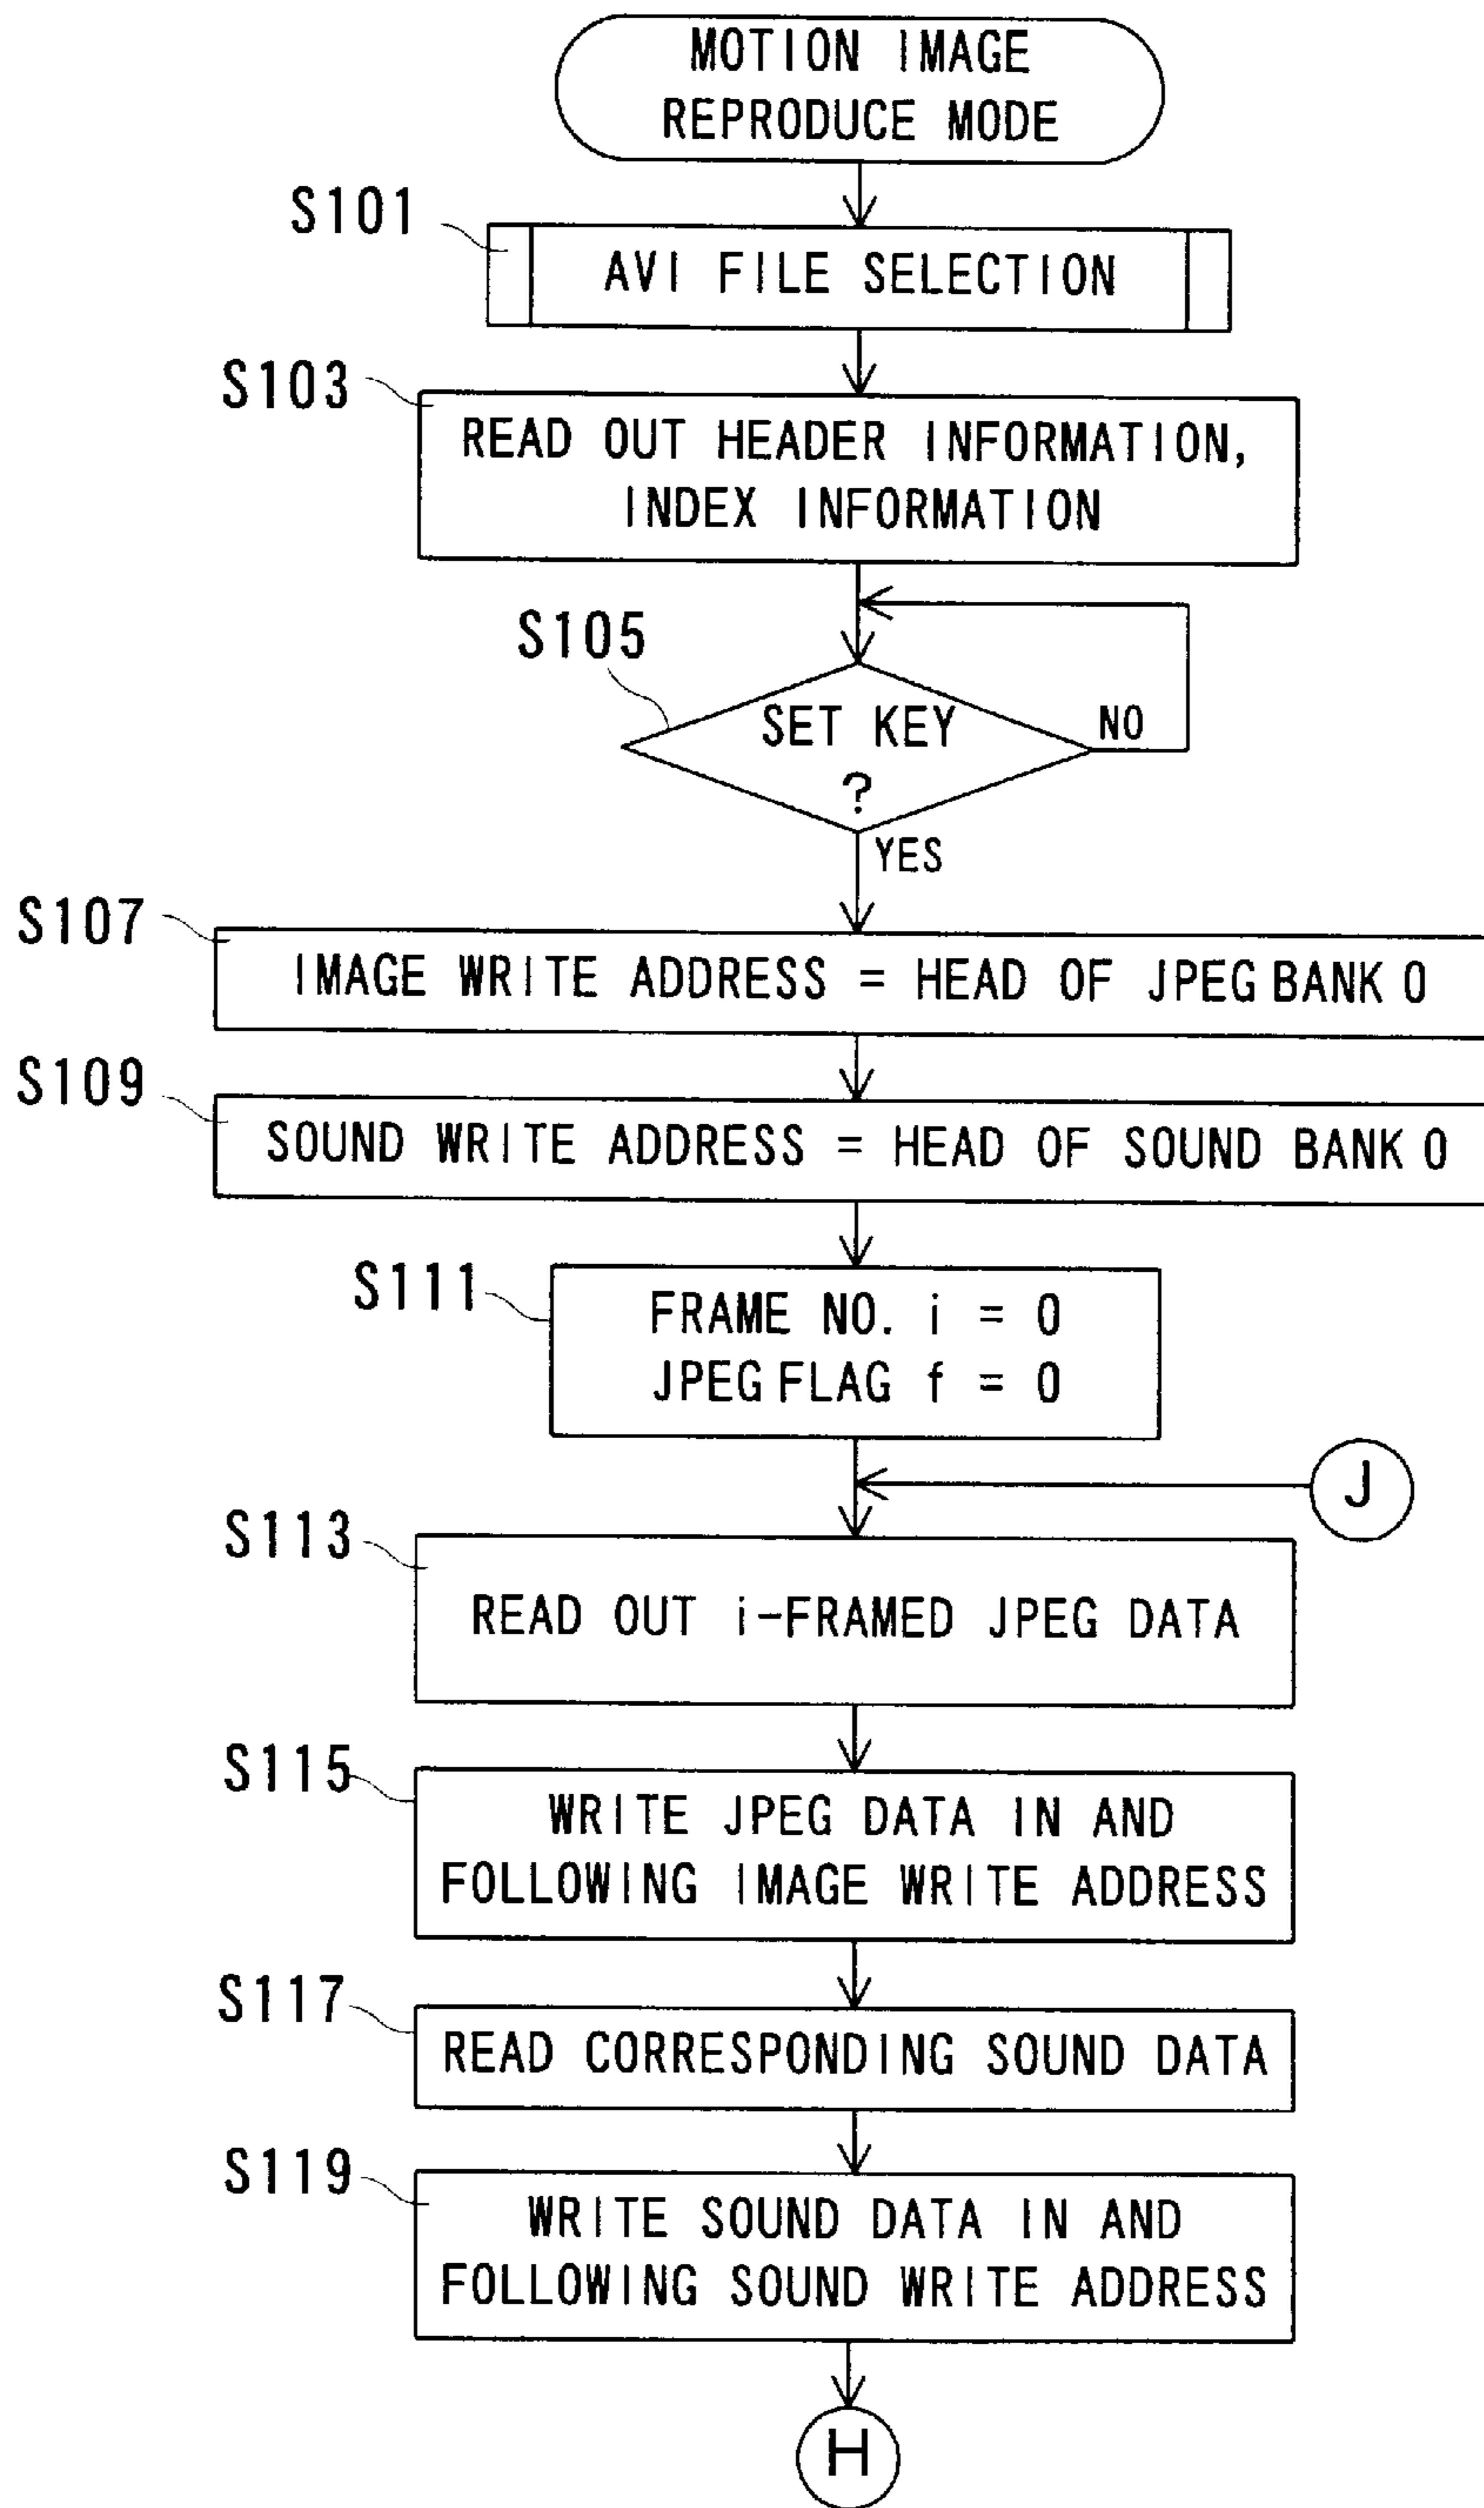 MOTION IMAGE
REPRODUCE MODE
S101
AVI FILE SELECTION
S103
READ OUT HEADER INFORMATION,
INDEX INFORMATION
S105
SET KEY
?
NO
YES
S107
IMAGE WRITE ADDRESS = HEAD OF JPEG BANK 0
S109
SOUND WRITE ADDRESS = HEAD OF SOUND BANK 0
S111
FRAME NO. i = 0
JPEG FLAG f = 0
J
S113
READ OUT i-FRAMED JPEG DATA
S115
WRITE JPEG DATA IN AND
FOLLOWING IMAGE WRITE ADDRESS
S117
READ CORRESPONDING SOUND DATA
S119
WRITE SOUND DATA IN AND
FOLLOWING SOUND WRITE ADDRESS
H